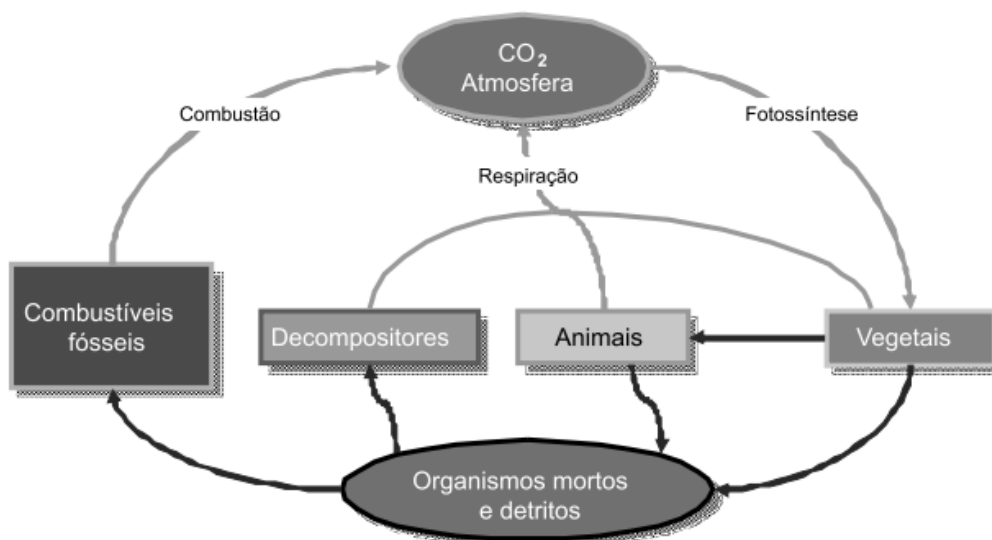 CO₂
Atmosfera
Combustão
Fotossíntese
Respiração
Combustíveis
fósseis
Decompositores
Animais
Vegetais
Organismos mortos
e detritos